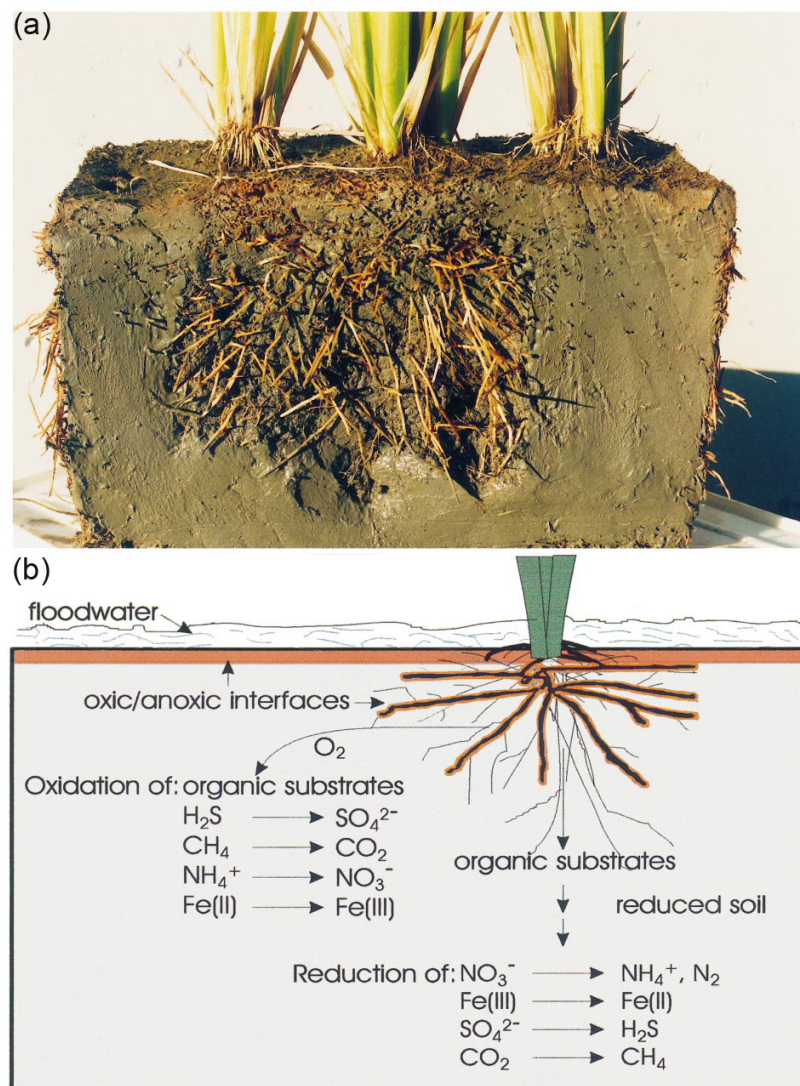 (a)
(b)
floodwater
oxic/anoxic interfaces
O₂
Oxidation of: organic substrates
H₂S → SO₄²⁻
CH₄ → CO₂
NH₄⁺ → NO₃⁻
Fe(II) → Fe(III)
organic substrates
reduced soil
Reduction of: NO₃⁻ → NH₄⁺, N₂
Fe(III) → Fe(II)
SO₄²⁻ → H₂S
CO₂ → CH₄